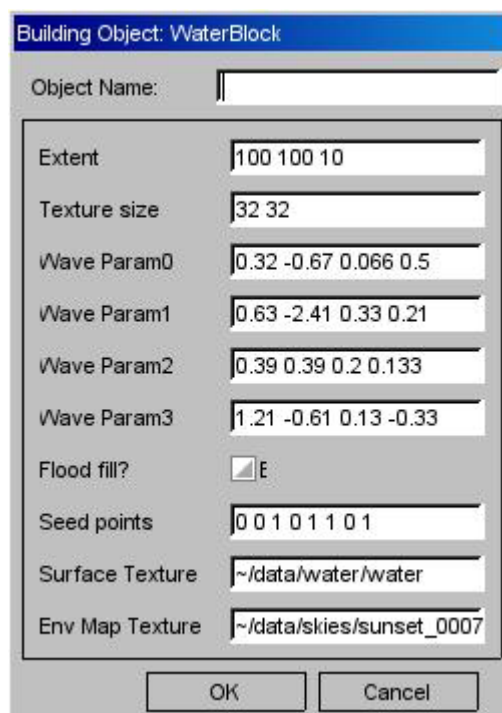 Building Object: WaterBlock
Object Name:
Extent 100 100 10
Texture size 32 32
Wave Param0 0.32 -0.67 0.066 0.5
Wave Param1 0.63 -2.41 0.33 0.21
Wave Param2 0.39 0.39 0.2 0.133
Wave Param3 1.21 -0.61 0.13 -0.33
Flood fill? E
Seed points 0 0 1 0 1 1 0 1
Surface Texture ~/data/water/water
Env Map Texture ~/data/skies/sunset_0007
OK Cancel